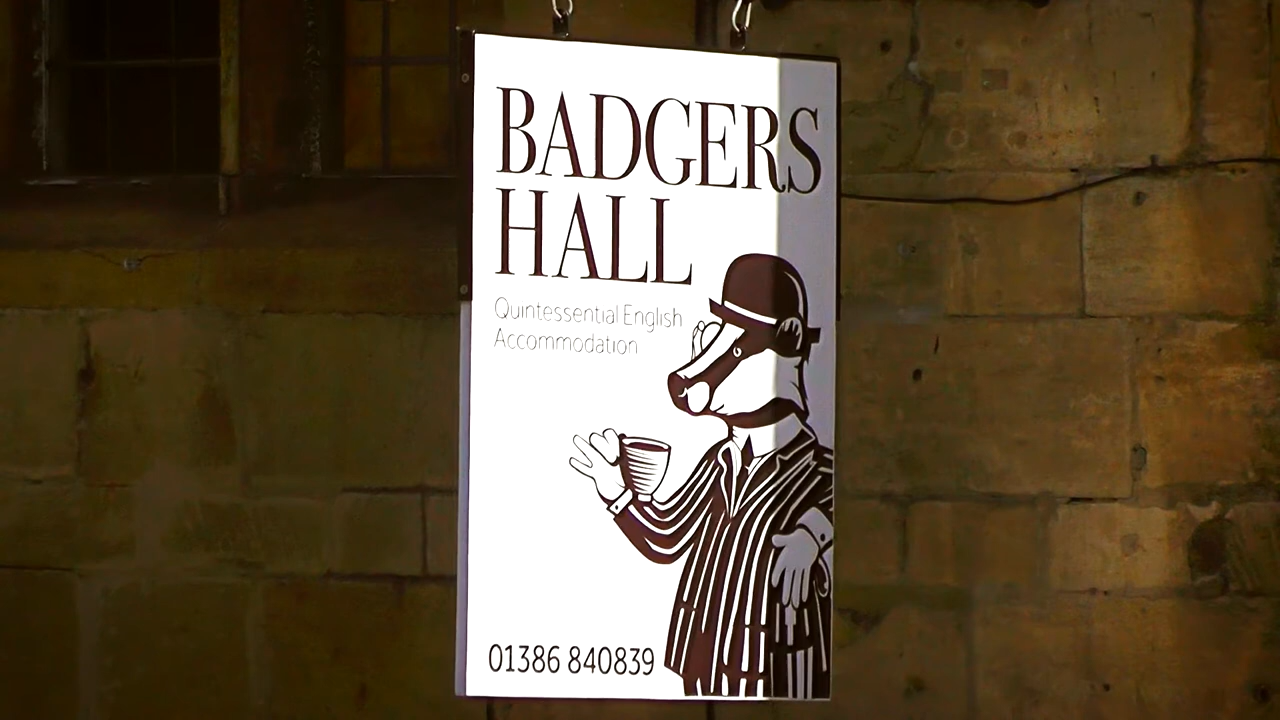 BADGERS
HALL
Quintessential English
Accommodation
01386 840839